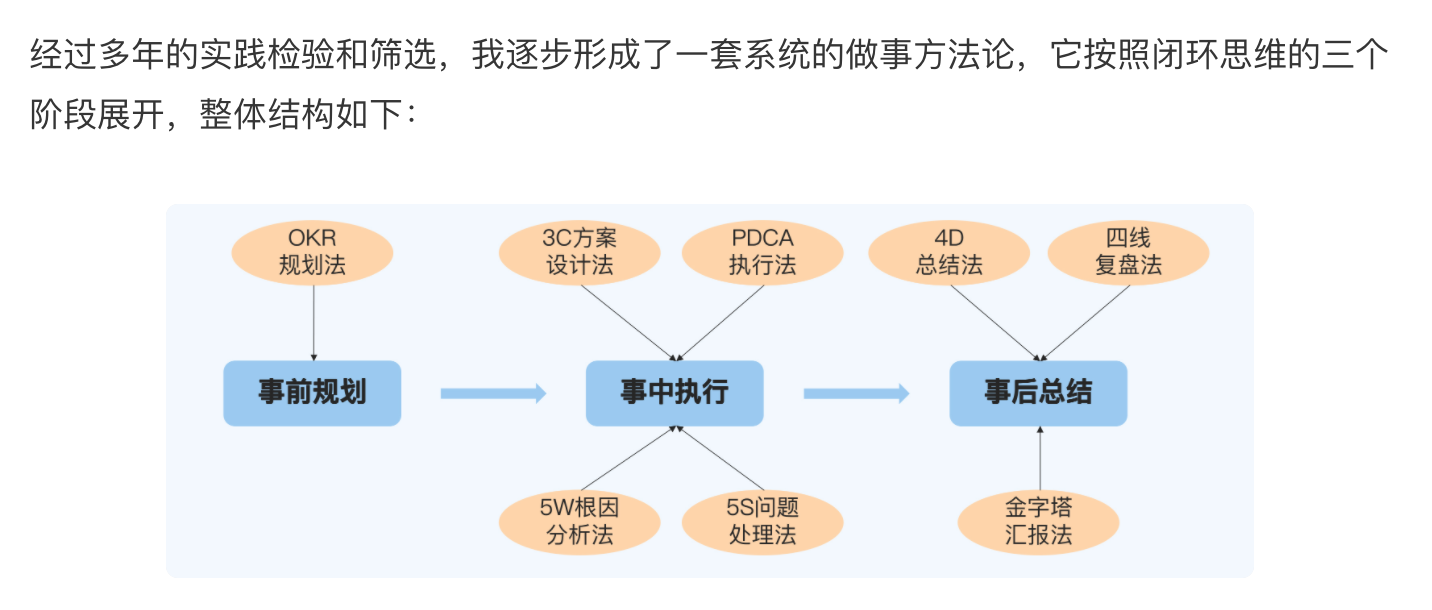 经过多年的实践检验和筛选，我逐步形成了一套系统的做事方法论，它按照闭环思维的三个
阶段展开，整体结构如下：
OKR
规划法
3C方案
设计法
PDCA
执行法
4D
总结法
四线
复盘法
事前规划
事中执行
事后总结
5W根因
分析法
5S问题
处理法
金字塔
汇报法